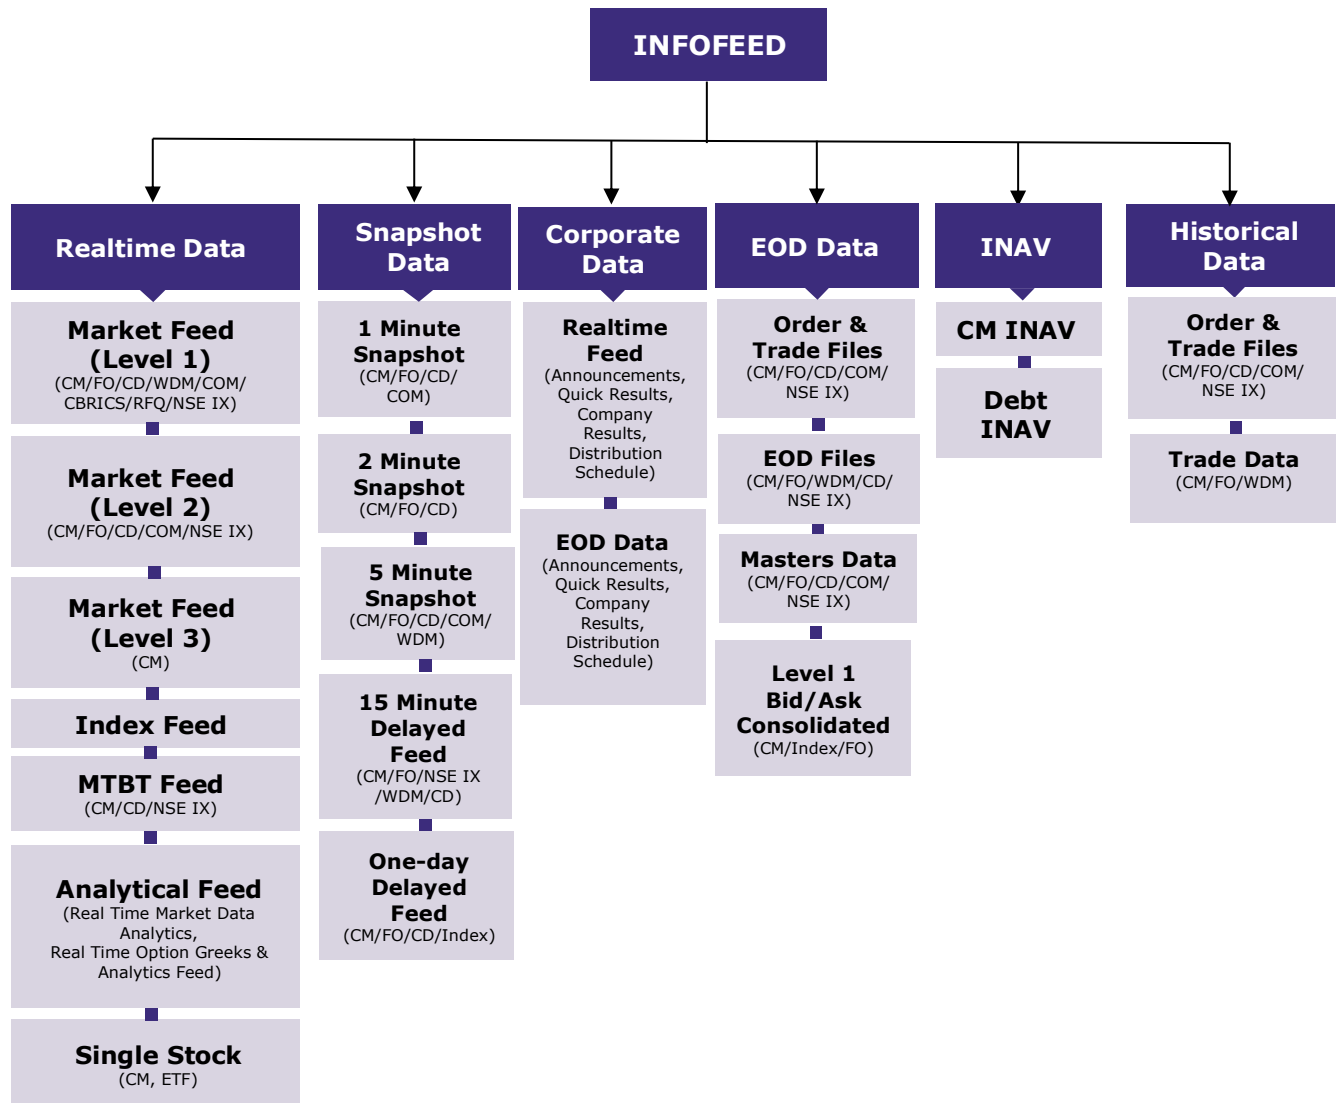 INFOFEED
Realtime Data
Market Feed
(Level 1)
(CM/FO/CD/WDM/COM/
CBRICS/RFQ/NSE IX)
Market Feed
(Level 2)
(CM/FO/CD/COM/NSE IX)
Market Feed
(Level 3)
(CM)
Index Feed
MTBT Feed
(CM/CD/NSE IX)
Analytical Feed
(Real Time Market Data
Analytics,
Real Time Option Greeks &
Analytics Feed)
Single Stock
(CM, ETF)
Snapshot
Data
1 Minute
Snapshot
(CM/FO/CD/
COM)
2 Minute
Snapshot
(CM/FO/CD)
5 Minute
Snapshot
(CM/FO/CD/COM/
WDM)
15 Minute
Delayed
Feed
(CM/FO/NSE IX
/WDM/CD)
One-day
Delayed
Feed
(CM/FO/CD/Index)
Corporate
Data
Realtime
Feed
(Announcements,
Quick Results,
Company
Results,
Distribution
Schedule)
EOD Data
(Announcements,
Quick Results,
Company
Results,
Distribution
Schedule)
EOD Data
Order &
Trade Files
(CM/FO/CD/COM/
NSE IX)
EOD Files
(CM/FO/WDM/CD/
NSE IX)
Masters Data
(CM/FO/CD/COM/
NSE IX)
Level 1
Bid/Ask
Consolidated
(CM/Index/FO)
INAV
CM INAV
Debt
INAV
Historical
Data
Order &
Trade Files
(CM/FO/CD/COM/
NSE IX)
Trade Data
(CM/FO/WDM)